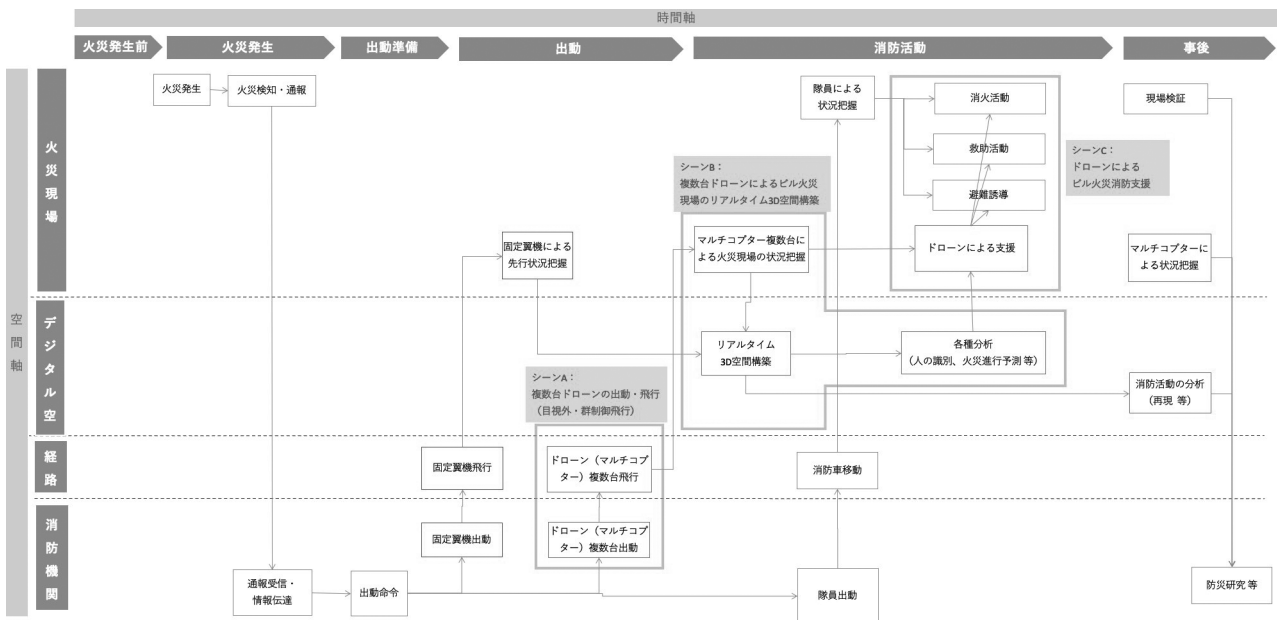 時間軸
火災発生前
火災発生
出動準備
出動
消防活動
事後
空間軸
火災現場
火災発生
火災検知・通報
隊員による
状況把握
消火活動
救助活動
避難誘導
ドローンによる支援
シーンC：
ドローンによる
ビル火災消防支援
現場検証
シーンB：
複数台ドローンによるビル火災
現場のリアルタイム3D空間構築
固定翼機による
先行状況把握
マルチコプター複数台に
よる火災現場の状況把握
マルチコプターに
よる状況把握
デジタル空
リアルタイム
3D空間構築
各種分析
（人の識別、火災進行予測 等）
シーンA：
複数台ドローンの出動・飛行
（目視外・群制御飛行）
消防活動の分析
（再現 等）
経路
固定翼機飛行
ドローン（マルチコプ
ター）複数台飛行
消防車移動
消防機関
固定翼機出動
ドローン（マルチコプ
ター）複数台出動
通報受信・
情報伝達
出動命令
隊員出動
防災研究 等